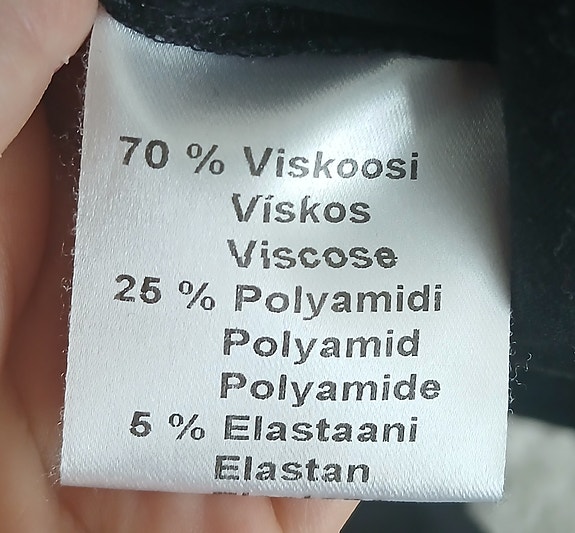 70 % Viskoosi
Viskos
Viscose
25 % Polyamidi
Polyamid
Polyamide
5 % Elastaani
Elastan